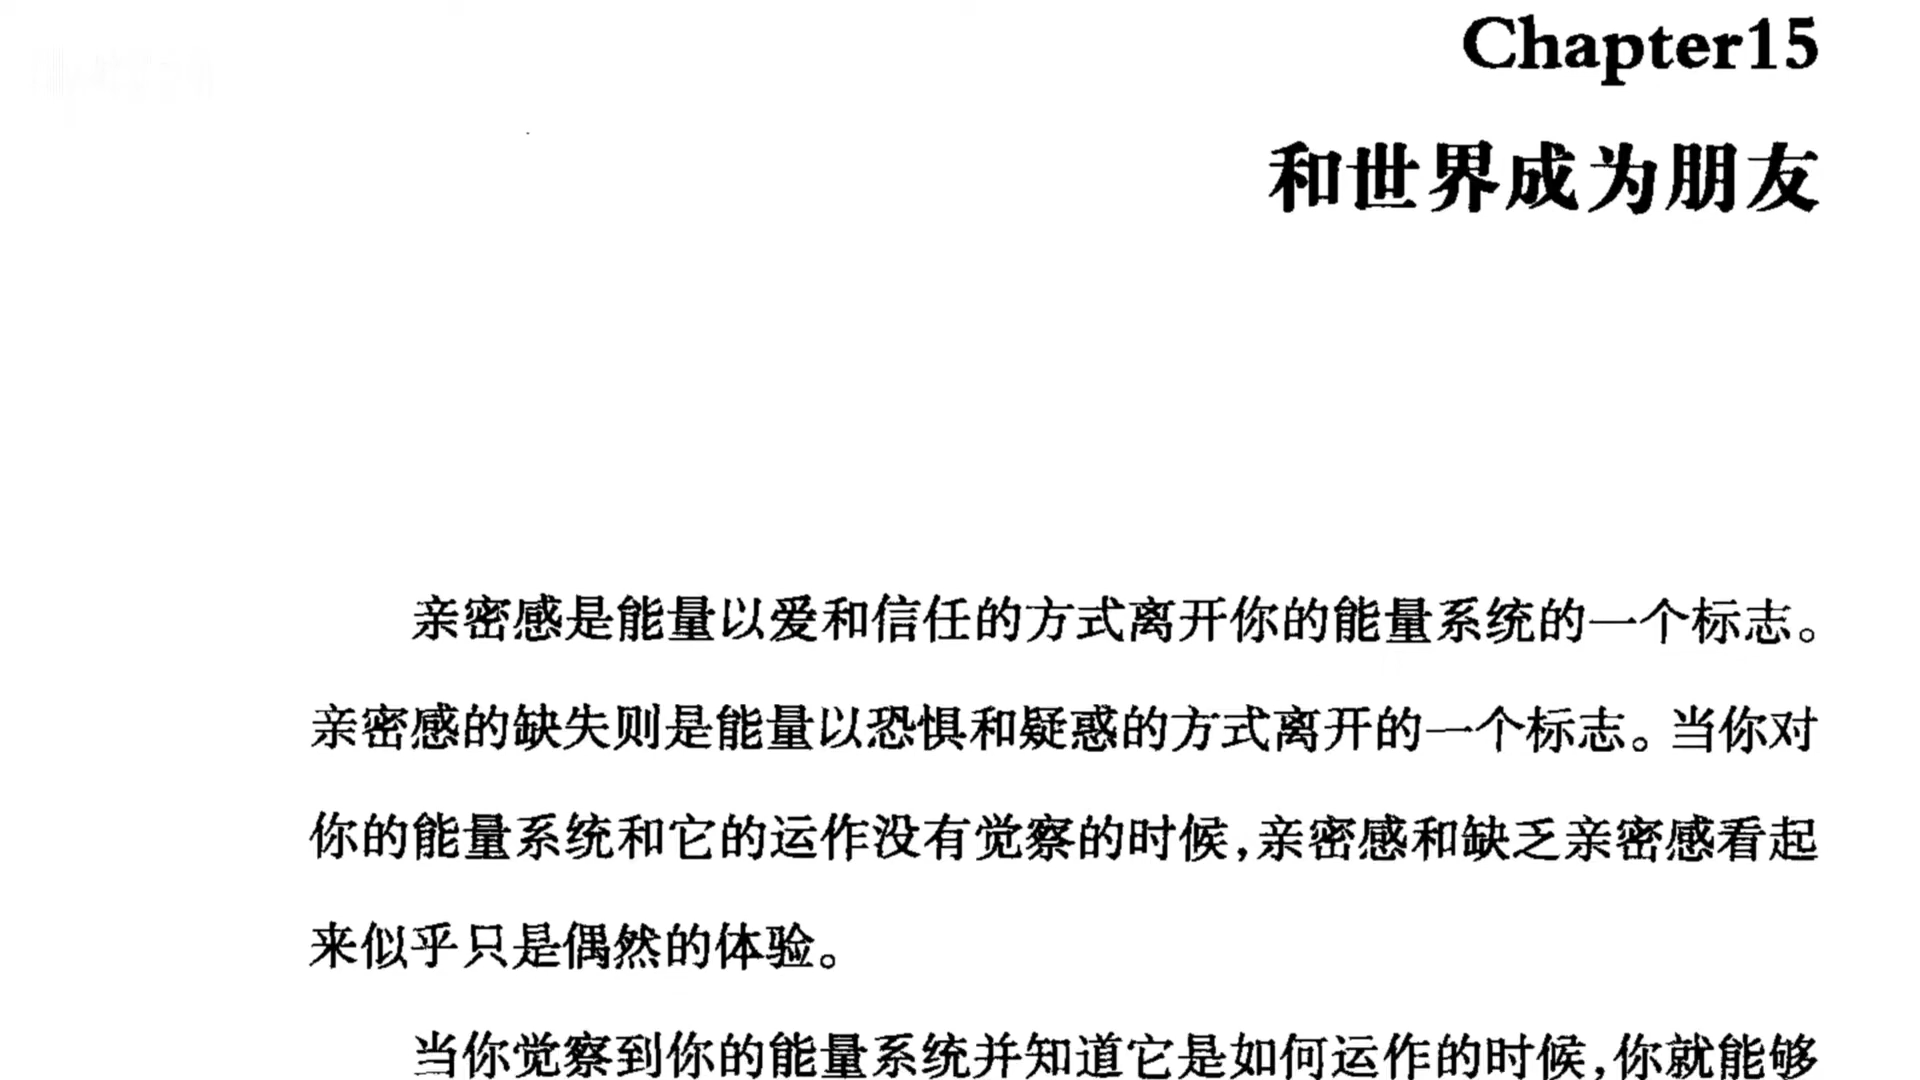 Chapter15
和世界成为朋友
亲密感是能量以爱和信任的方式离开你的能量系统的一个标志。
亲密感的缺失则是能量以恐惧和疑惑的方式离开的一个标志。当你对
你的能量系统和它的运作没有觉察的时候,亲密感和缺乏亲密感看起
来似乎只是偶然的体验。
当你觉察到你的能量系统并知道它是如何运作的时候,你就能够